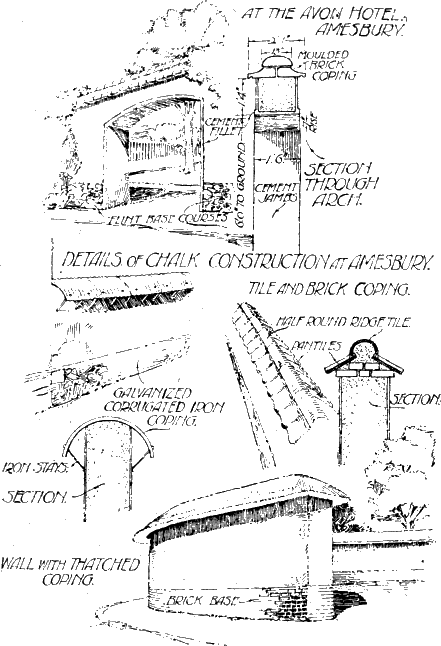 AT THE AVON HOTEL,
AMESBURY.
MOULDED
BRICK
COPING
1'.4"
CEMENT
FILLET
1'.6"
6'.0" TO GROUND
CEMENT
JAMBS
SECTION
THROUGH
ARCH.
FLINT BASE COURSES
DETAILS OF CHALK CONSTRUCTION AT AMESBURY.
TILE AND BRICK COPING.
HALF ROUND RIDGE TILE.
PANTILES
SECTION.
GALVANIZED
CORRUGATED IRON
COPING.
IRON STAYS.
SECTION.
WALL WITH THATCHED
COPING.
BRICK BASE